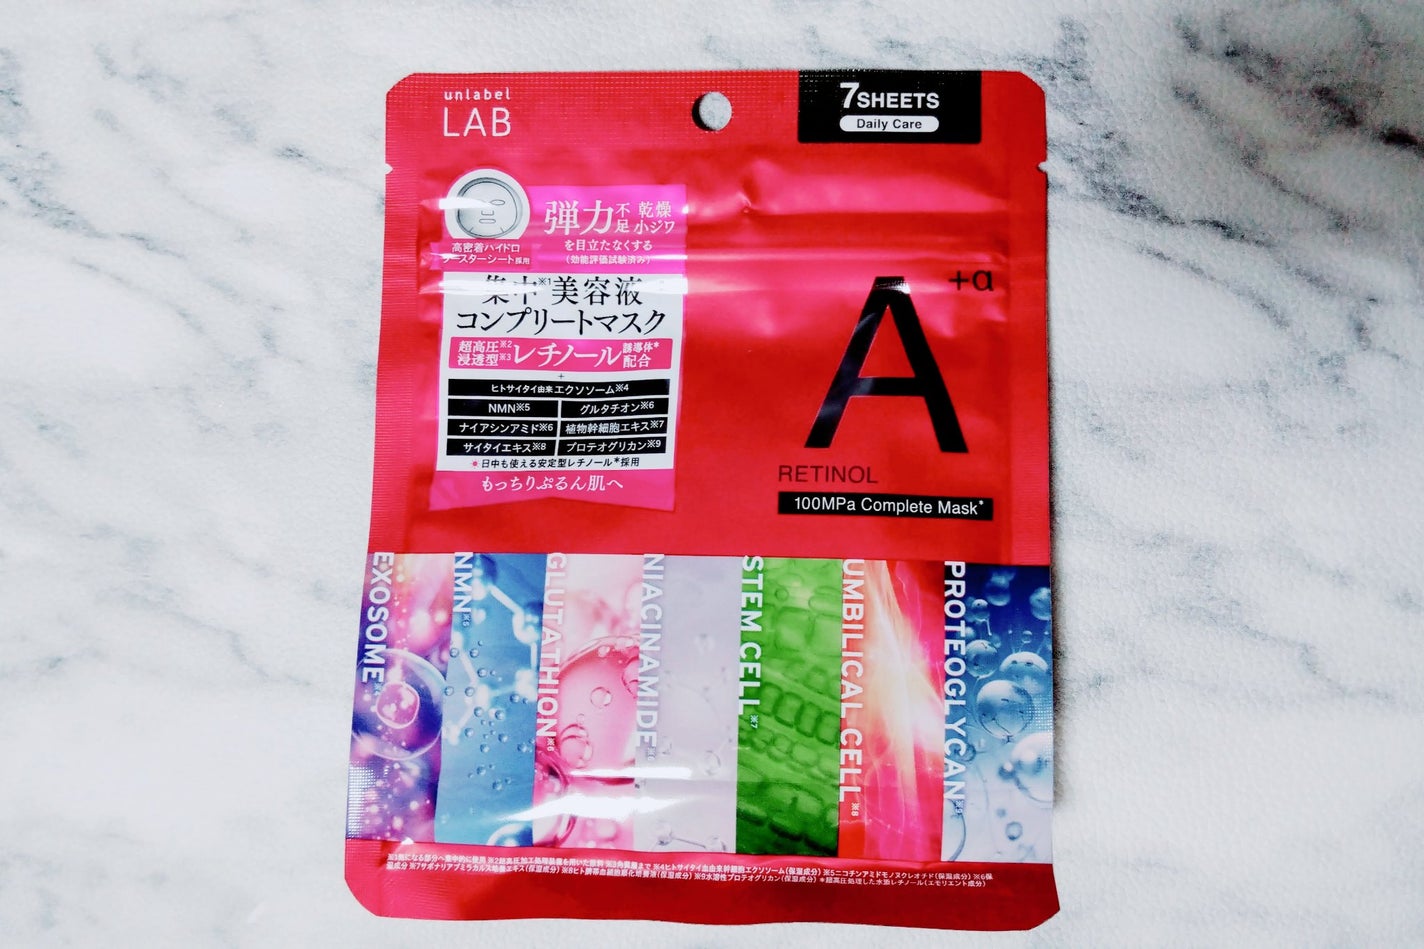 unlabel
LAB
7SHEETS
Daily Care
高密着ハイドロ
ブースターシート採用
弾力不足 乾燥小ジワ
を目立たなくする
(効能評価試験済み)
集中※1美容液
コンプリートマスク
超高圧※2
浸透型※3
レチノール誘導体*配合
+
ヒトサイタイ由来エクソソーム※4
NMN※5 グルタチオン※6
ナイアシンアミド※6 植物幹細胞エキス※7
サイタイエキス※8 プロテオグリカン※9
日中も使える安定型レチノール*採用
もっちりぷるん肌へ
A+α
RETINOL
100MPa Complete Mask*
EXOSOME
NMN※5
GLUTATHION※6
NIACINAMIDE
STEM CELL※7
UMBILICAL CELL※8
PROTEOGLYCAN※9